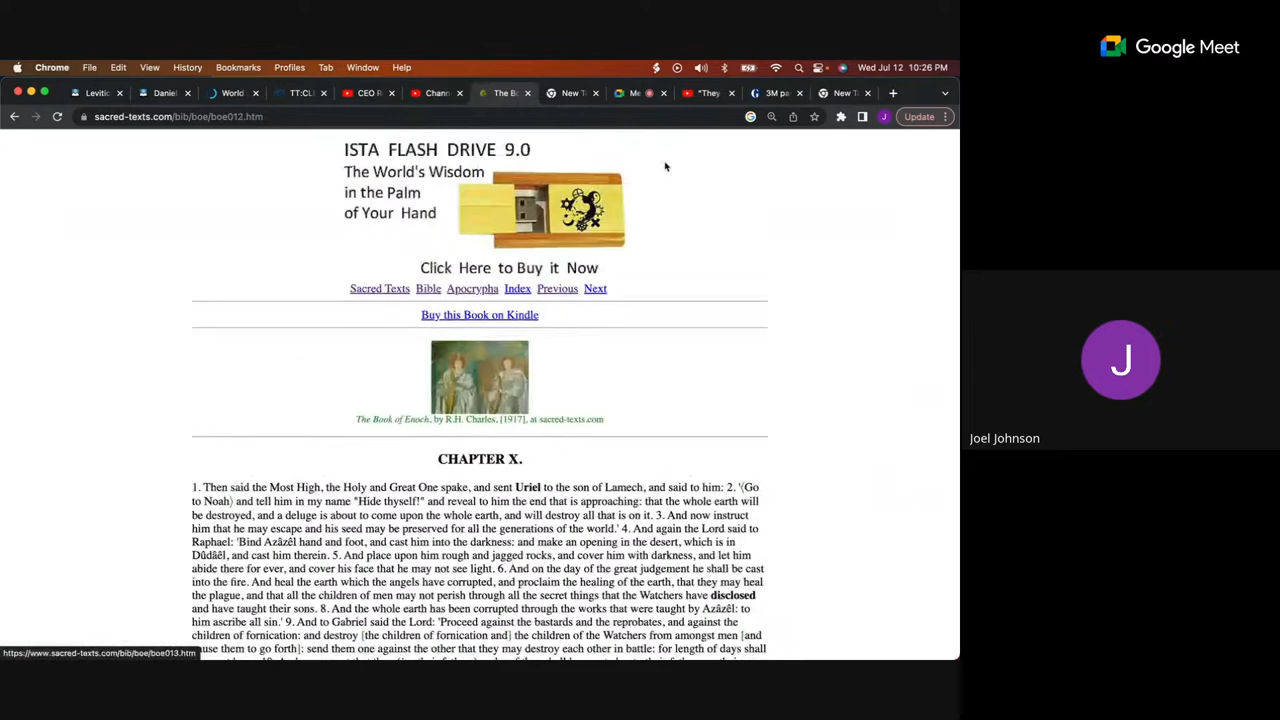 Google Meet
Chrome File Edit View History Bookmarks Profiles Tab Window Help
Wed Jul 12 10:26 PM
Levitic Daniel World TT:CL CEO R Chann The Bo New T Me "They 3M pa New Te
sacred-texts.com/bib/boe/boe012.htm
J
Update
ISTA FLASH DRIVE 9.0
The World's Wisdom
in the Palm
of Your Hand
Click Here to Buy it Now
Sacred Texts Bible Apocrypha Index Previous Next
Buy this Book on Kindle
The Book of Enoch, by R.H. Charles, [1917], at sacred-texts.com
CHAPTER X.
1. Then said the Most High, the Holy and Great One spake, and sent Uriel to the son of Lamech, and said to him: 2. '⟨Go
to Noah⟩ and tell him in my name "Hide thyself!" and reveal to him the end that is approaching: that the whole earth will
be destroyed, and a deluge is about to come upon the whole earth, and will destroy all that is on it. 3. And now instruct
him that he may escape and his seed may be preserved for all the generations of the world.' 4. And again the Lord said to
Raphael: 'Bind Azâzêl hand and foot, and cast him into the darkness: and make an opening in the desert, which is in
Dûdâêl, and cast him therein. 5. And place upon him rough and jagged rocks, and cover him with darkness, and let him
abide there for ever, and cover his face that he may not see light. 6. And on the day of the great judgement he shall be cast
into the fire. And heal the earth which the angels have corrupted, and proclaim the healing of the earth, that they may heal
the plague, and that all the children of men may not perish through all the secret things that the Watchers have disclosed
and have taught their sons. 8. And the whole earth has been corrupted through the works that were taught by Azâzêl: to
him ascribe all sin.' 9. And to Gabriel said the Lord: 'Proceed against the bastards and the reprobates, and against the
children of fornication: and destroy [the children of fornication and] the children of the Watchers from amongst men [and
cause them to go forth]: send them one against the other that they may destroy each other in battle: for length of days shall
https://www.sacred-texts.com/bib/boe/boe013.htm
J
Joel Johnson